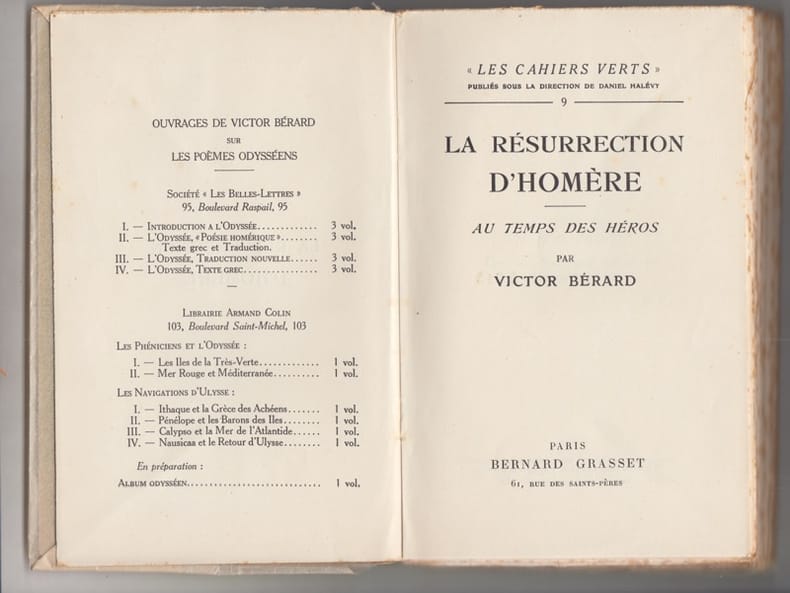 OUVRAGES DE VICTOR BÉRARD
SUR
LES POÈMES ODYSSÉENS
SOCIÉTÉ « LES BELLES-LETTRES »
95, Boulevard Raspail, 95
I. — INTRODUCTION A L'ODYSSÉE............. 3 vol.
II. — L'ODYSSÉE, « POÉSIE HOMÉRIQUE »........ 3 vol.
Texte grec et Traduction.
III. — L'ODYSSÉE, TRADUCTION NOUVELLE...... 3 vol.
IV. — L'ODYSSÉE, TEXTE GREC................ 3 vol.
LIBRAIRIE ARMAND COLIN
103, Boulevard Saint-Michel, 103
LES PHÉNICIENS ET L'ODYSSÉE :
I. — Les Iles de la Très-Verte............. 1 vol.
II. — Mer Rouge et Méditerranée.......... 1 vol.
LES NAVIGATIONS D'ULYSSE :
I. — Ithaque et la Grèce des Achéens....... 1 vol.
II. — Pénélope et les Barons des Iles........ 1 vol.
III. — Calypso et la Mer de l'Atlantide...... 1 vol.
IV. — Nausicaa et le Retour d'Ulysse........ 1 vol.
En préparation :
ALBUM ODYSSÉEN............................. 1 vol.
« LES CAHIERS VERTS »
PUBLIÉS SOUS LA DIRECTION DE DANIEL HALÉVY
9
LA RÉSURRECTION
D'HOMÈRE
AU TEMPS DES HÉROS
PAR
VICTOR BÉRARD
PARIS
BERNARD GRASSET
61, RUE DES SAINTS-PÈRES